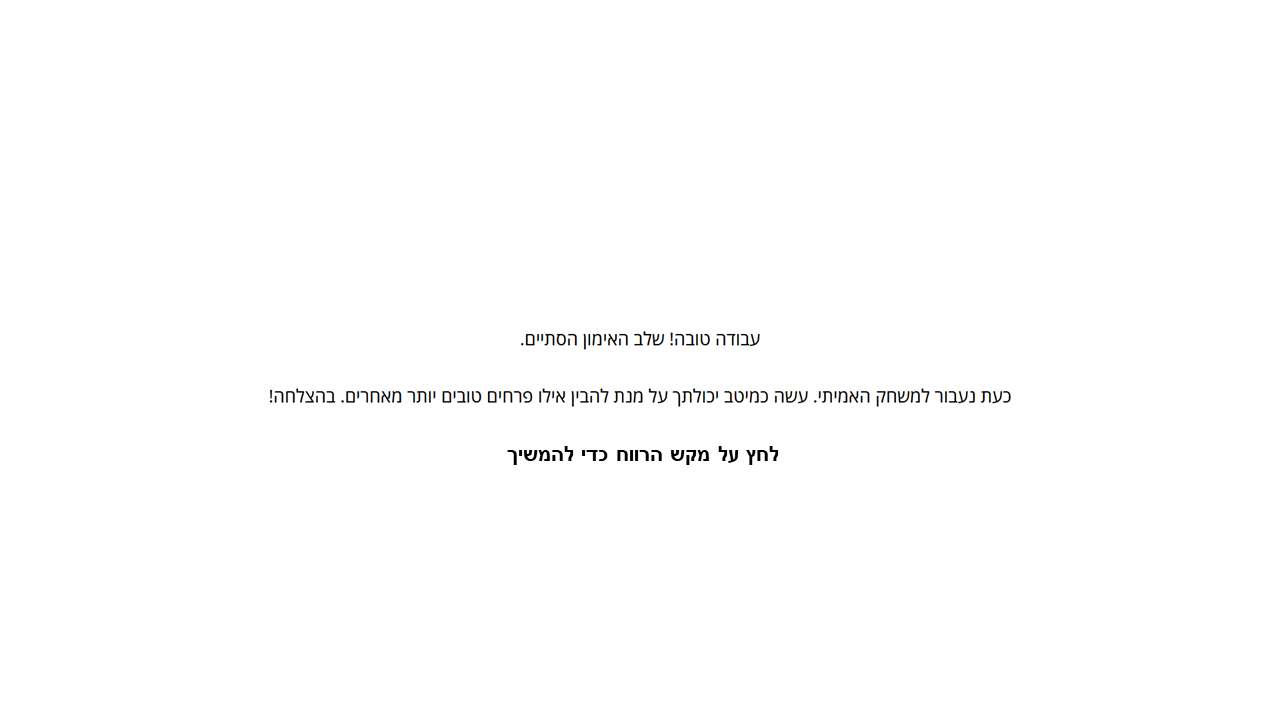 עבודה טובה! שלב האימון הסתיים.
כעת נעבור למשחק האמיתי. עשה כמיטב יכולתך על מנת להבין אילו פרחים טובים יותר מאחרים. בהצלחה!
לחץ על מקש הרווח כדי להמשיך